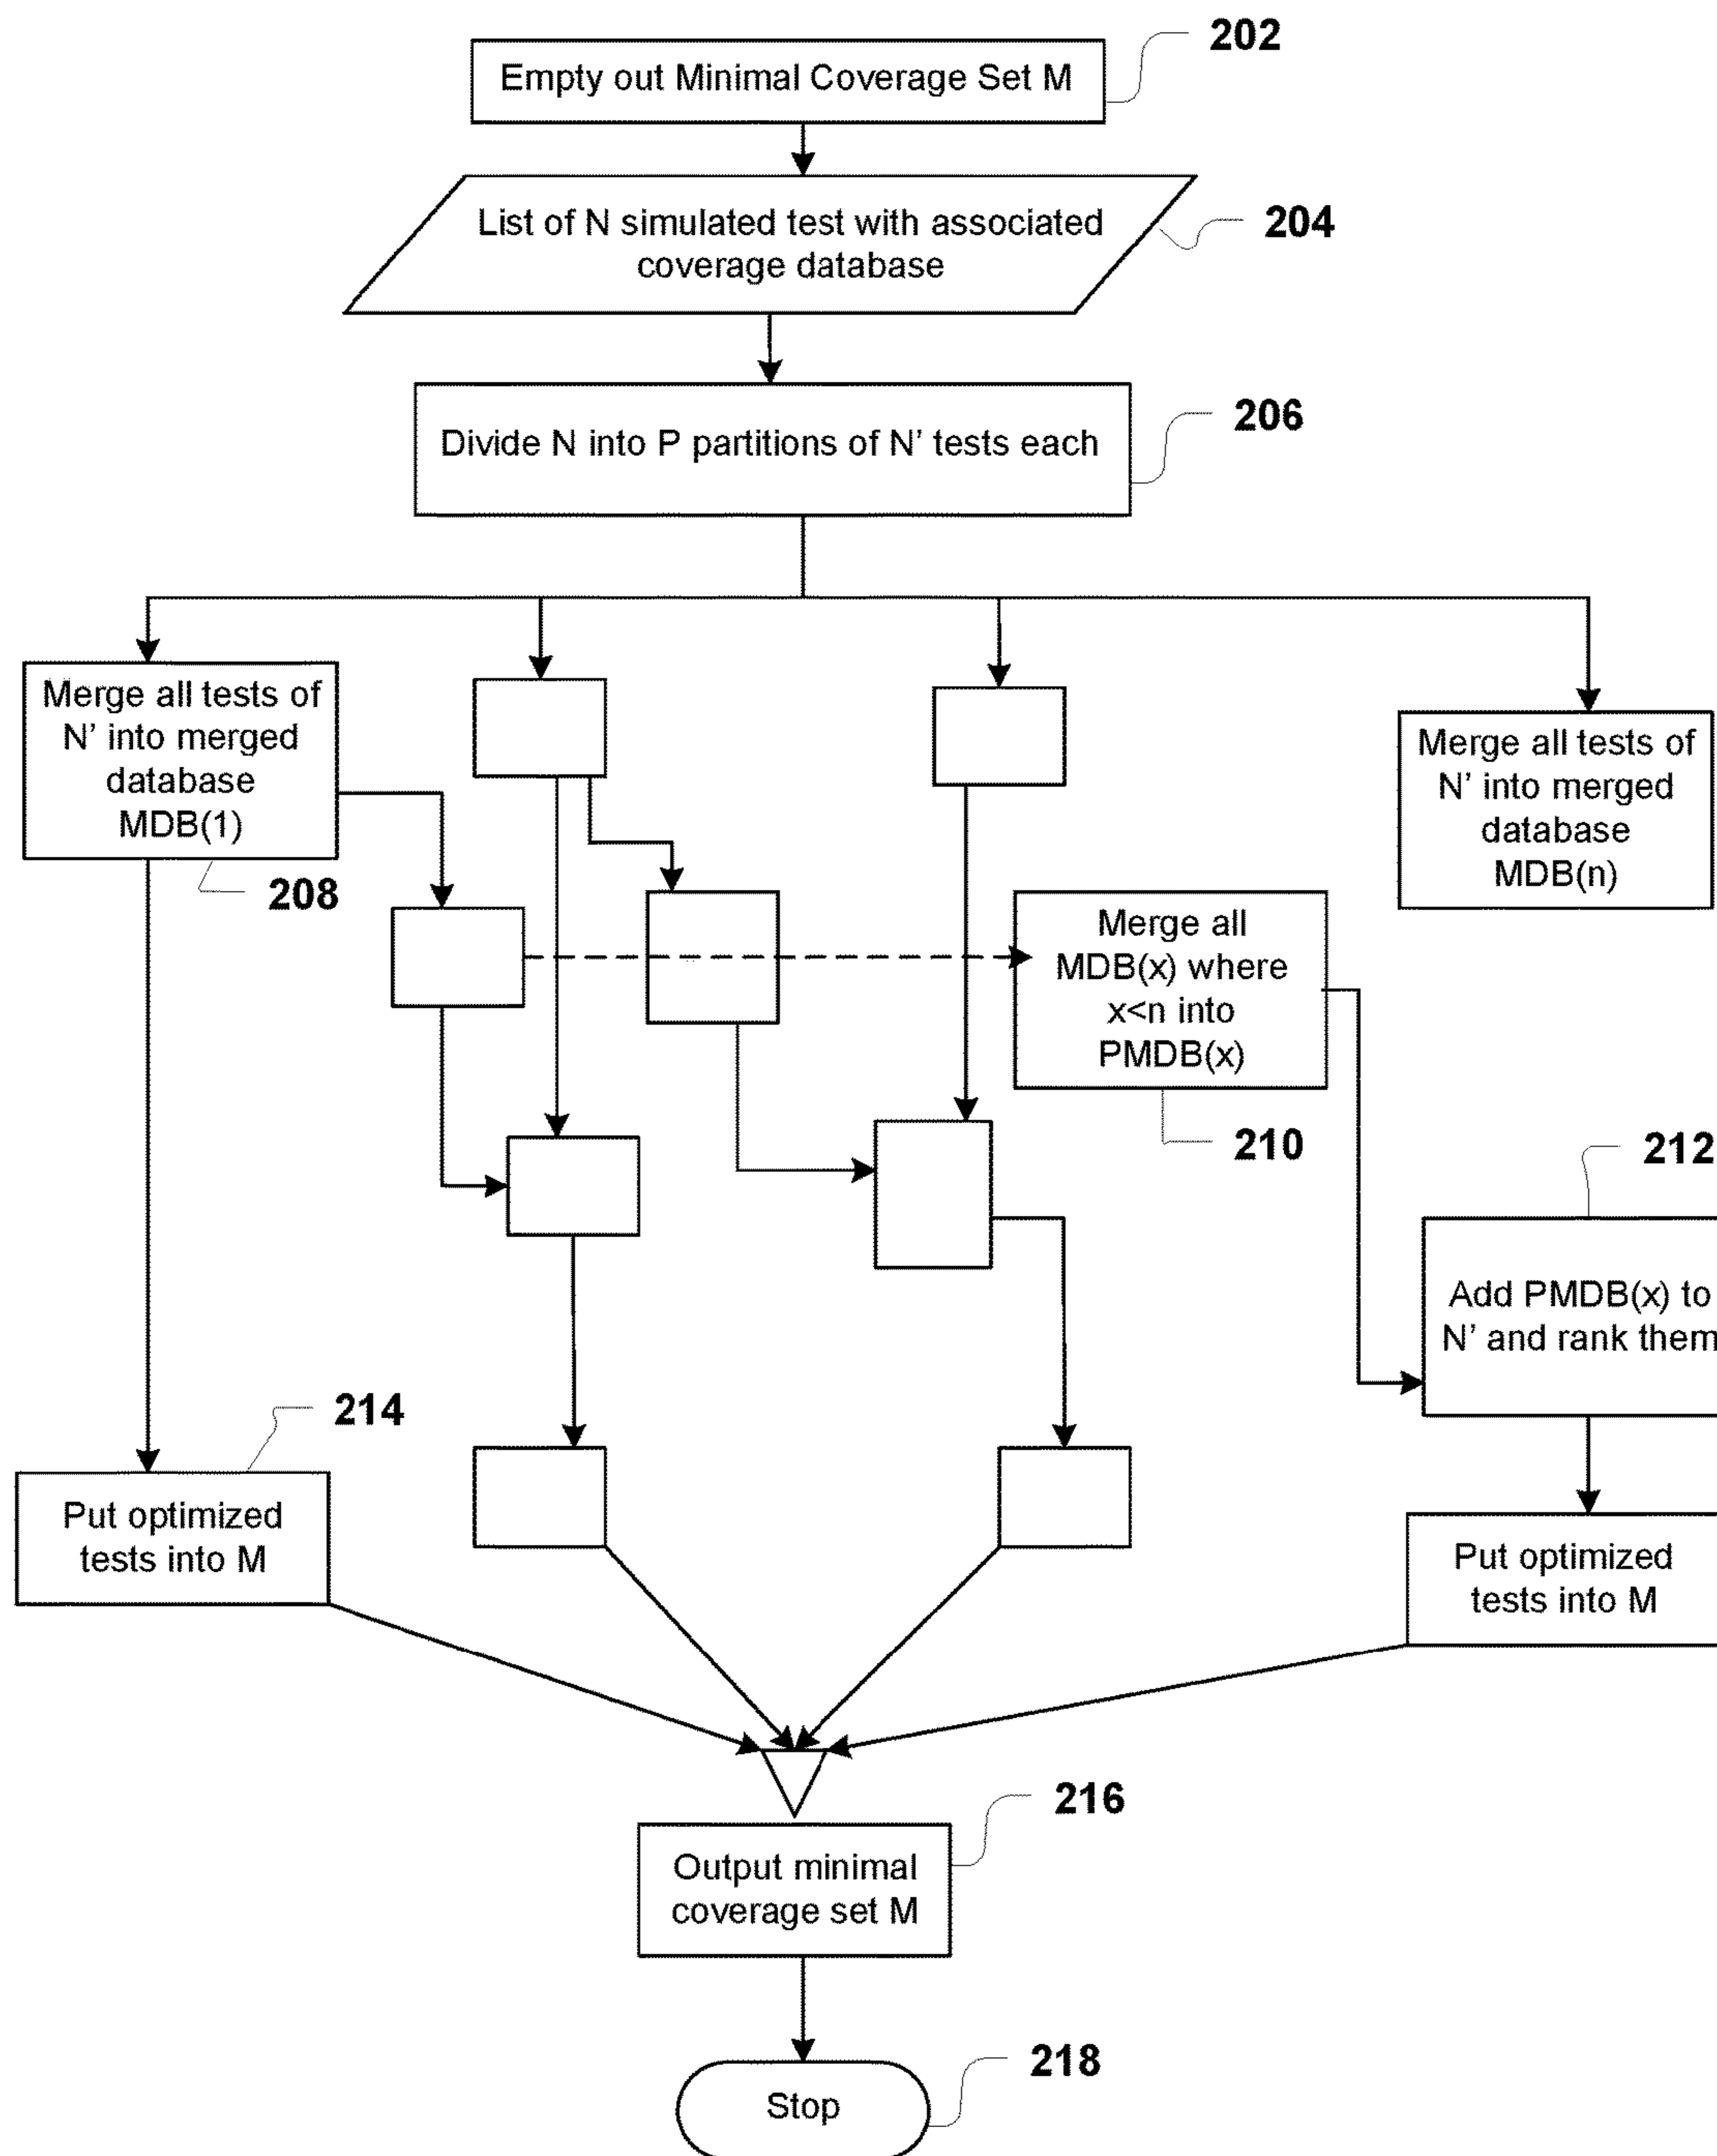 202
Empty out Minimal Coverage Set M
List of N simulated test with associated
coverage database
204
206
Divide N into P partitions of N' tests each
Merge all tests of
N' into merged
database
MDB(1)
208
Merge all tests of
N' into merged
database
MDB(n)
Merge all
MDB(x) where
x<n into
PMDB(x)
210
212
Add PMDB(x) to
N' and rank them
214
Put optimized
tests into M
Put optimized
tests into M
216
Output minimal
coverage set M
218
Stop